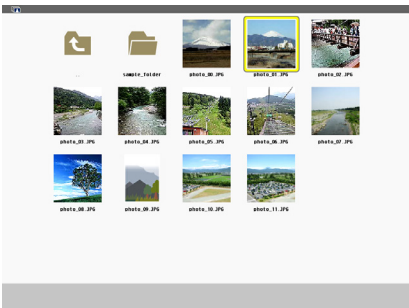 ...
sample_folder
photo_00.JPG
photo_01.JPG
photo_02.JPG
photo_03.JPG
photo_04.JPG
photo_05.JPG
photo_06.JPG
photo_07.JPG
photo_08.JPG
photo_09.JPG
photo_10.JPG
photo_11.JPG